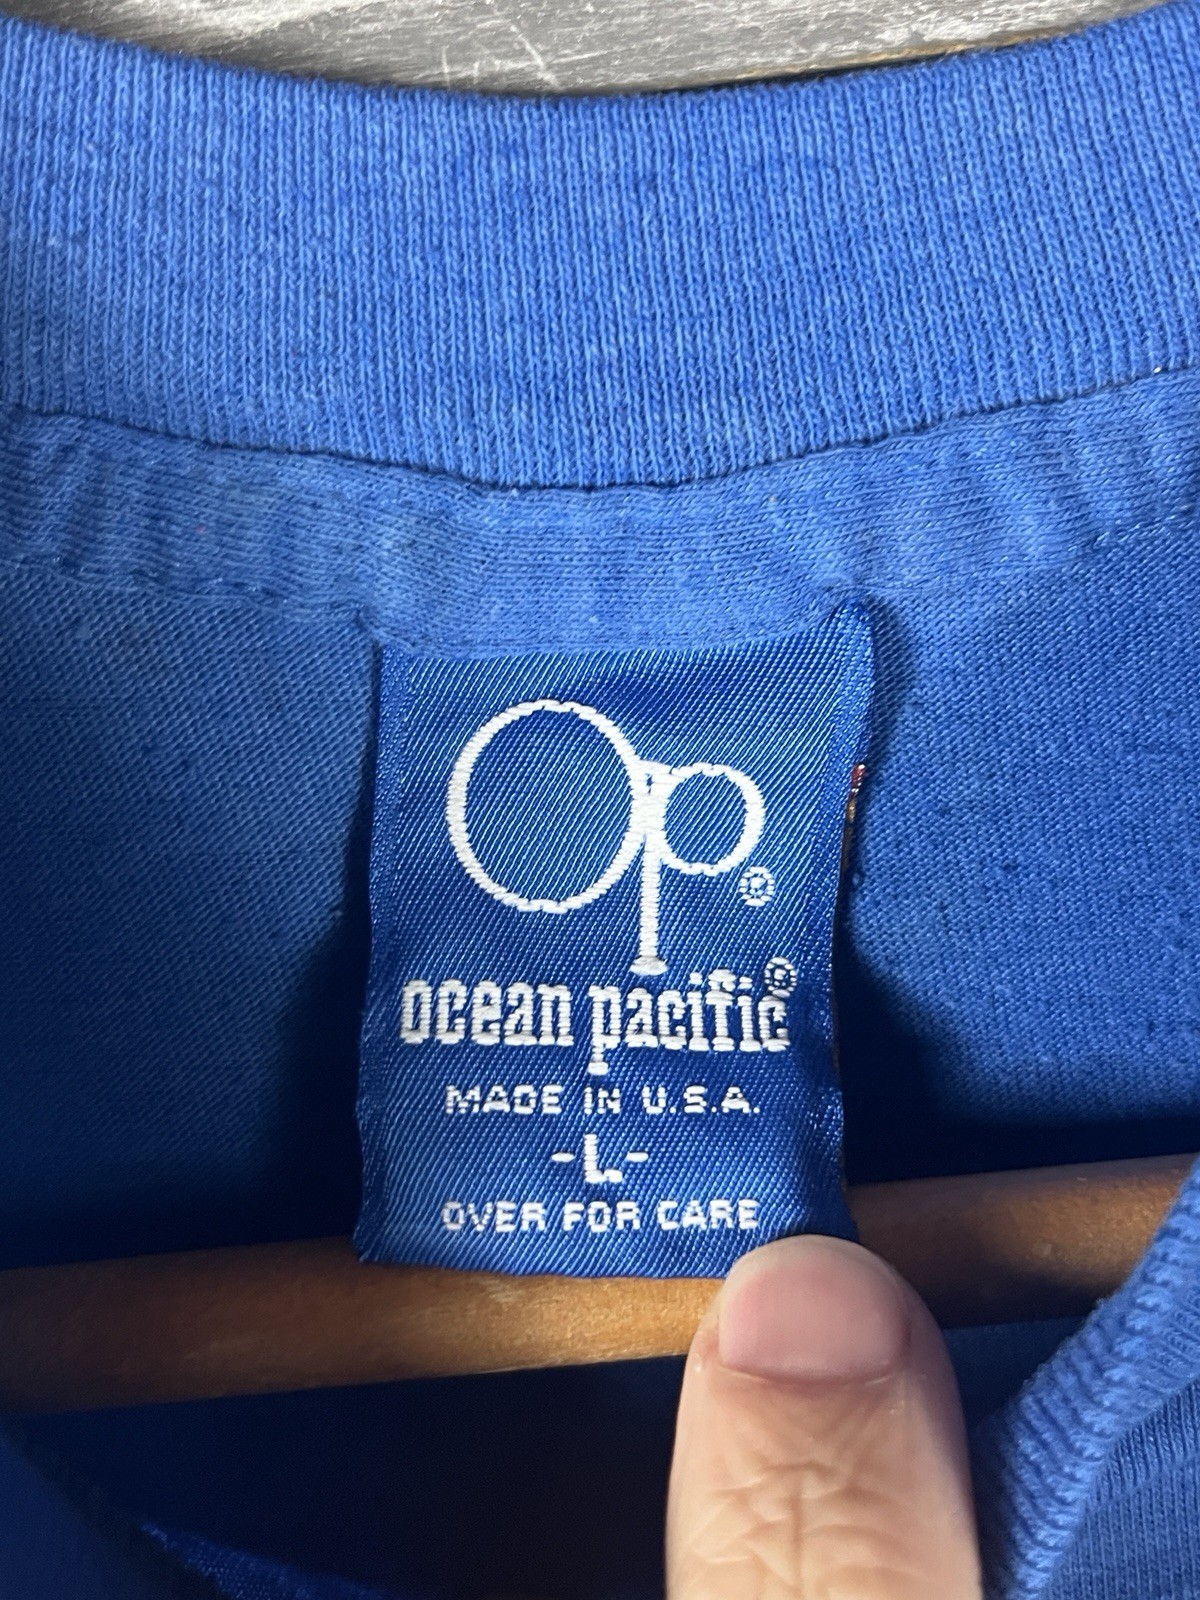 op®
ocean pacific®
MADE IN U.S.A.
-L-
OVER FOR CARE